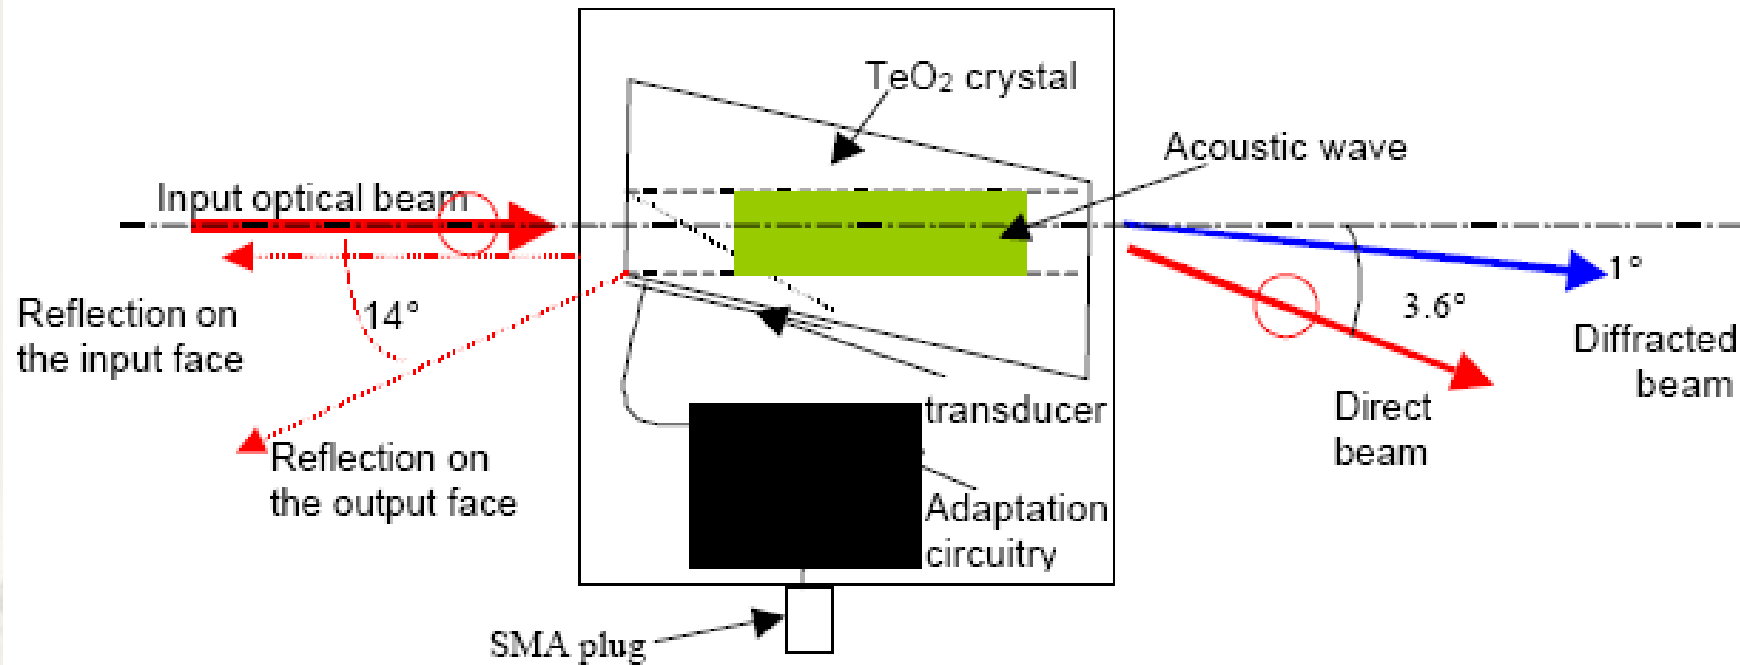 TeO₂ crystal
Acoustic wave
Input optical beam
1°
3.6°
14°
Reflection on
the input face
Diffracted
beam
Direct
beam
transducer
Reflection on
the output face
Adaptation
circuitry
SMA plug